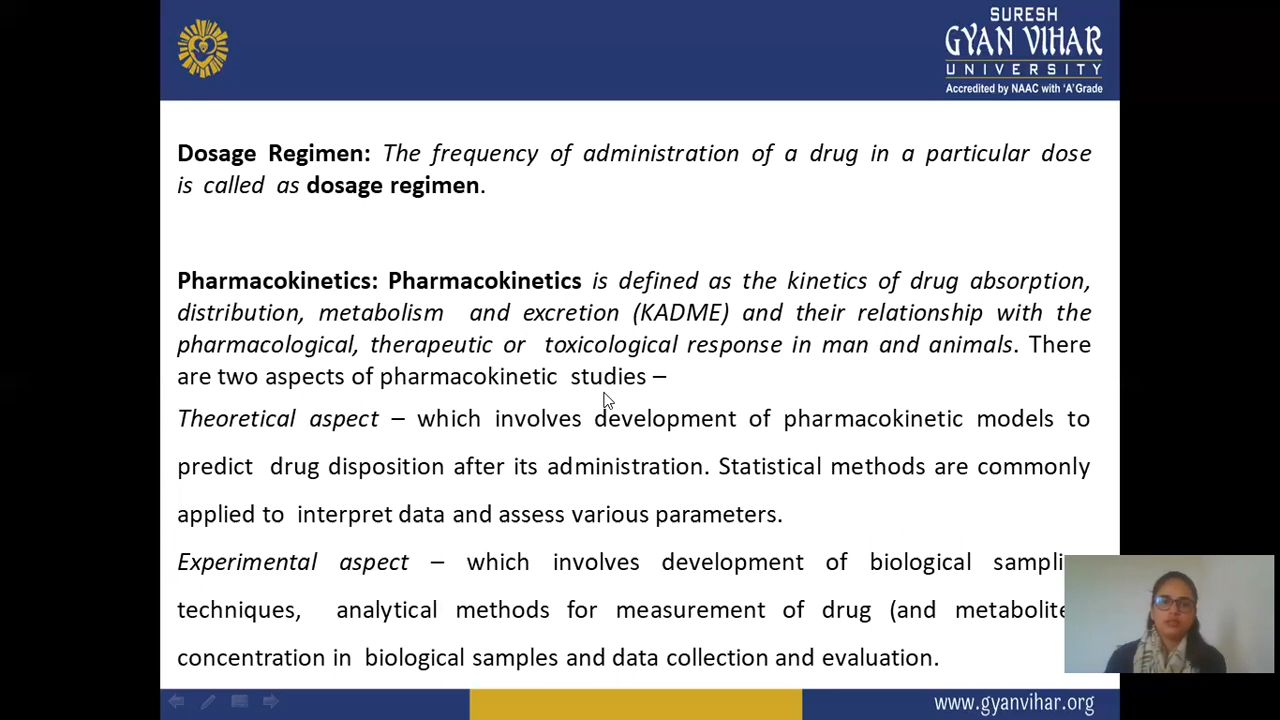 SURESH
GYAN VIHAR
UNIVERSITY
Accredited by NAAC with ‘A’ Grade
Dosage Regimen: The frequency of administration of a drug in a particular dose
is called as dosage regimen.
Pharmacokinetics: Pharmacokinetics is defined as the kinetics of drug absorption,
distribution, metabolism and excretion (KADME) and their relationship with the
pharmacological, therapeutic or toxicological response in man and animals. There
are two aspects of pharmacokinetic studies –
Theoretical aspect – which involves development of pharmacokinetic models to
predict drug disposition after its administration. Statistical methods are commonly
applied to interpret data and assess various parameters.
Experimental aspect – which involves development of biological
techniques, analytical methods for measurement of drug (and
concentration in biological samples and data collection and evaluation.
www.gyanvihar.org